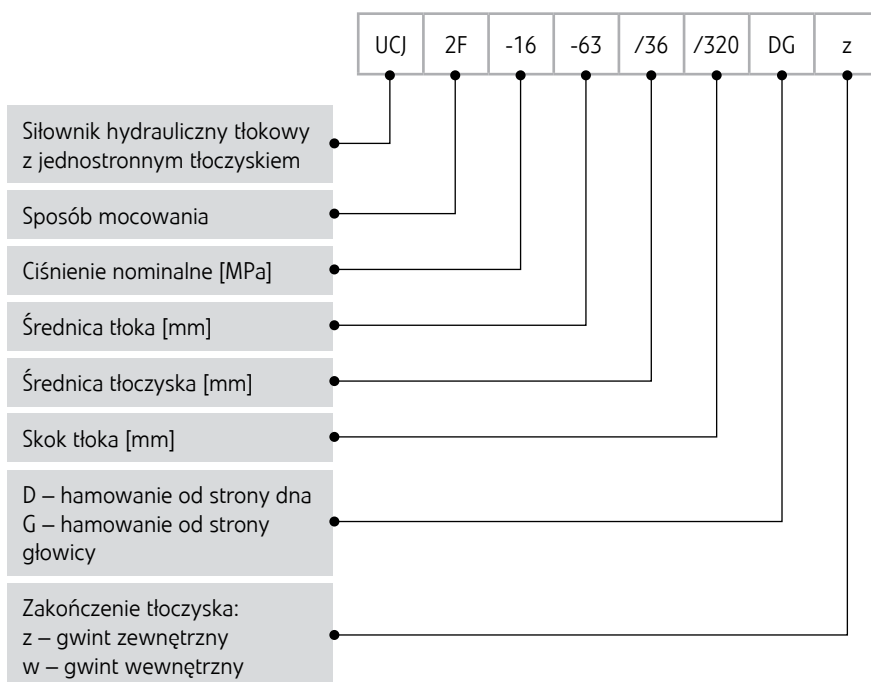 UCJ 2F -16 -63 /36 /320 DG z
Siłownik hydrauliczny tłokowy
z jednostronnym tłoczyskiem
Sposób mocowania
Ciśnienie nominalne [MPa]
Średnica tłoka [mm]
Średnica tłoczyska [mm]
Skok tłoka [mm]
D – hamowanie od strony dna
G – hamowanie od strony
głowicy
Zakończenie tłoczyska:
z – gwint zewnętrzny
w – gwint wewnętrzny